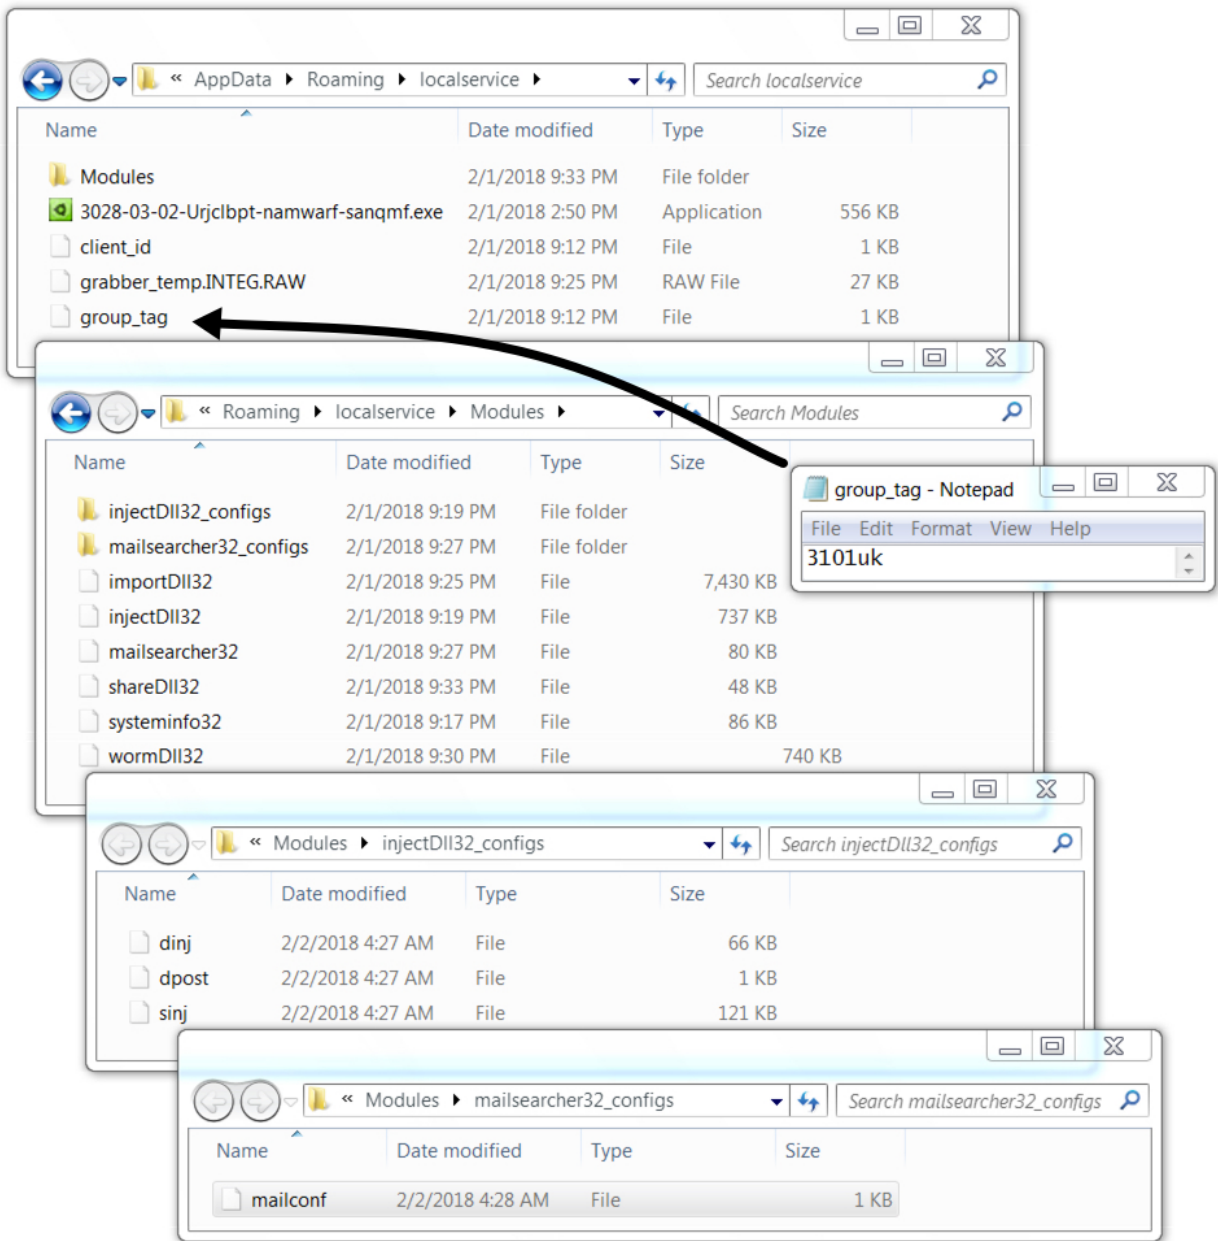 « AppData Roaming localservice Search localservice
Name Date modified Type Size
Modules 2/1/2018 9:33 PM File folder
3028-03-02-Urjclbpt-namwarf-sanqmf.exe 2/1/2018 2:50 PM Application 556 KB
client_id 2/1/2018 9:12 PM File 1 KB
grabber_temp.INTEG.RAW 2/1/2018 9:25 PM RAW File 27 KB
group_tag 2/1/2018 9:12 PM File 1 KB
« Roaming localservice Modules Search Modules
Name Date modified Type Size
injectDll32_configs 2/1/2018 9:19 PM File folder
mailsearcher32_configs 2/1/2018 9:27 PM File folder
importDll32 2/1/2018 9:25 PM File 7,430 KB
injectDll32 2/1/2018 9:19 PM File 737 KB
mailsearcher32 2/1/2018 9:27 PM File 80 KB
shareDll32 2/1/2018 9:33 PM File 48 KB
systeminfo32 2/1/2018 9:17 PM File 86 KB
wormDll32 2/1/2018 9:30 PM File 740 KB
group_tag - Notepad
File Edit Format View Help
3101uk
« Modules injectDll32_configs Search injectDll32_configs
Name Date modified Type Size
dinj 2/2/2018 4:27 AM File 66 KB
dpost 2/2/2018 4:27 AM File 1 KB
sinj 2/2/2018 4:27 AM File 121 KB
« Modules mailsearcher32_configs Search mailsearcher32_configs
Name Date modified Type Size
mailconf 2/2/2018 4:28 AM File 1 KB